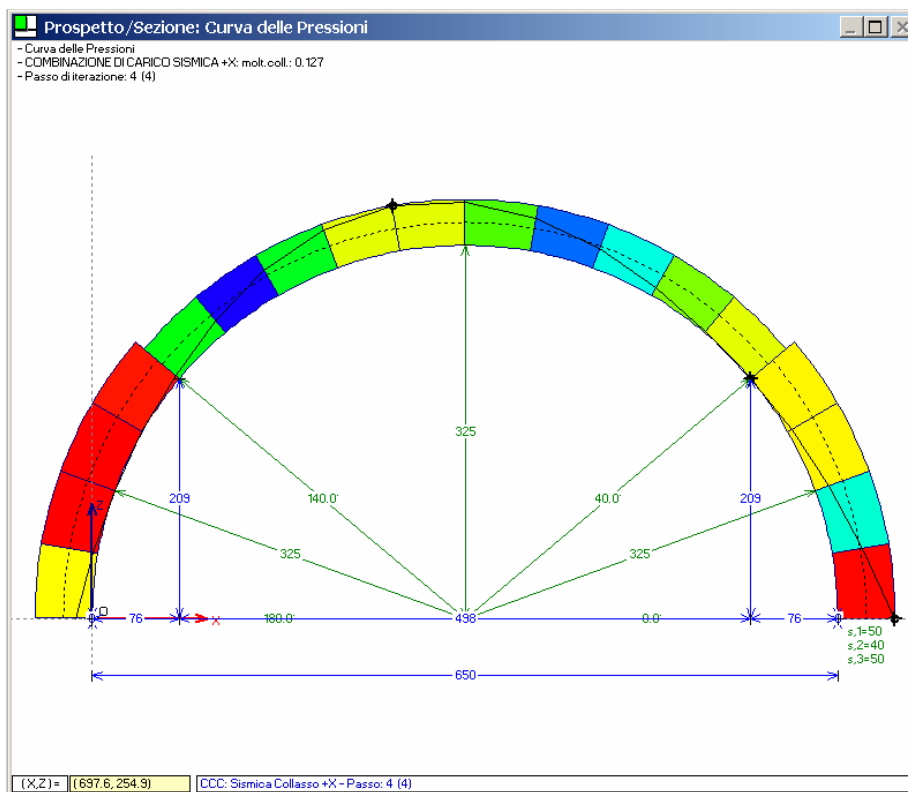 Prospetto/Sezione: Curva delle Pressioni
- Curva delle Pressioni
- COMBINAZIONE DI CARICO SISMICA +X: molt.coll.: 0.127
- Passo di iterazione: 4 (4)
325
209 140.0° 40.0° 209
325 325
Z
O
76 X 180.0° 498 0.0° 76
s,1=50
s,2=40
s,3=50
650
(X,Z) = (697.6, 254.9) CCC: Sismica Collasso +X - Passo: 4 (4)